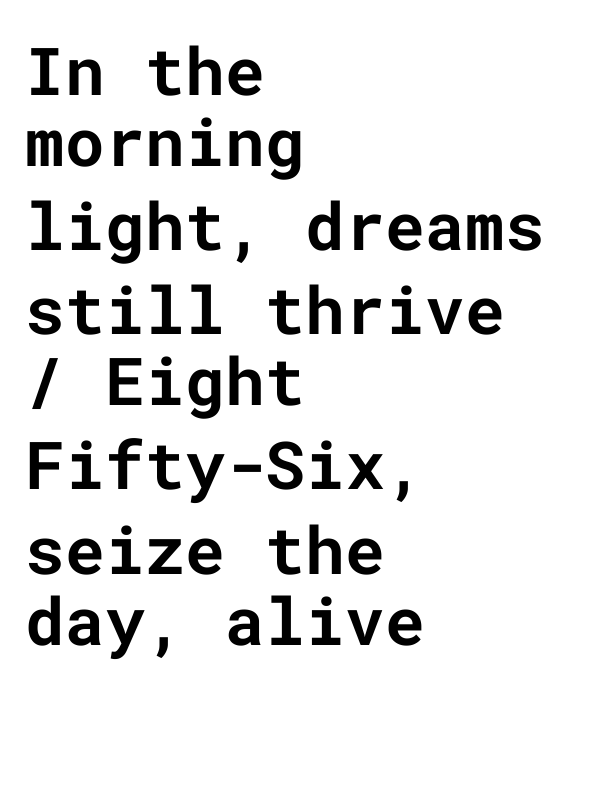 In the
morning
light, dreams
still thrive
/ Eight
Fifty-Six,
seize the
day, alive